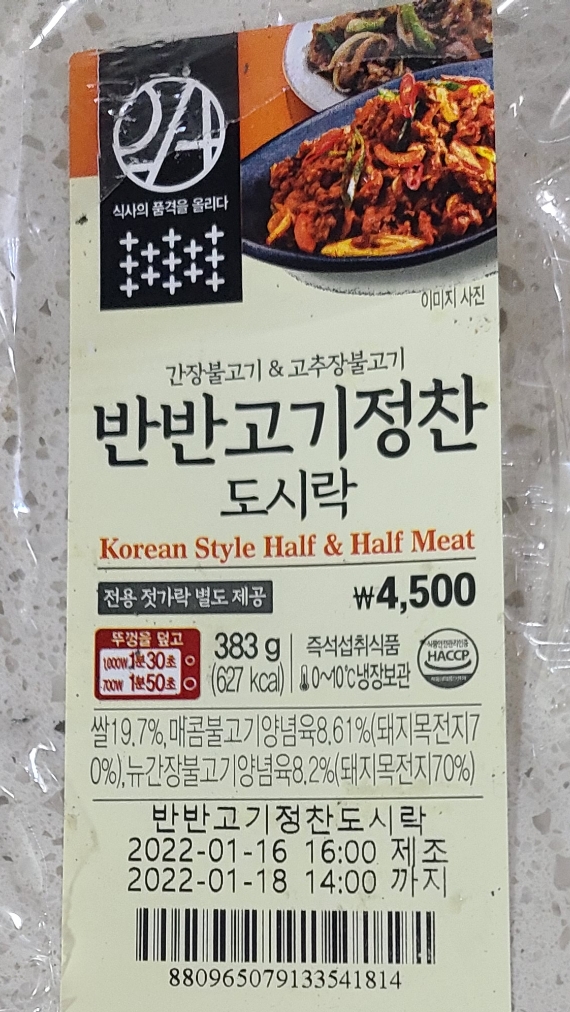 식사의 품격을 올리다
이미지 사진
간장불고기 & 고추장불고기
반반고기정찬
도시락
Korean Style Half & Half Meat
전용 젓가락 별도 제공
₩4,500
뚜껑을 덮고
1,000W 1분30초
700W 1분50초
383 g
(627 kcal)
즉석섭취식품
0~10℃냉장보관
HACCP
쌀19.7%,매콤불고기양념육8.61%(돼지목전지7
0%),뉴간장불고기양념육8.2%(돼지목전지70%)
반반고기정찬도시락
2022-01-16 16:00 제조
2022-01-18 14:00 까지
880965079133541814